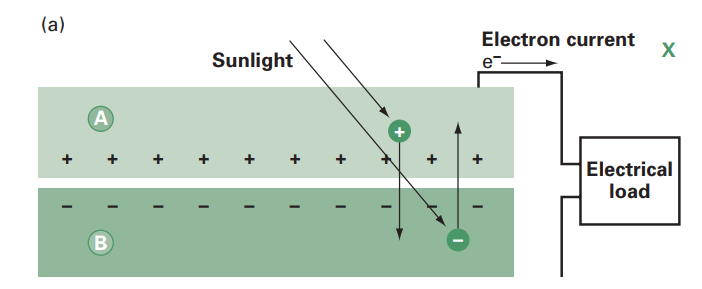 (a)
Sunlight
Electron current
e⁻
X
A
+
+ + + + + + + + + +
− − − − − − − − − −
B
−
Electrical
load